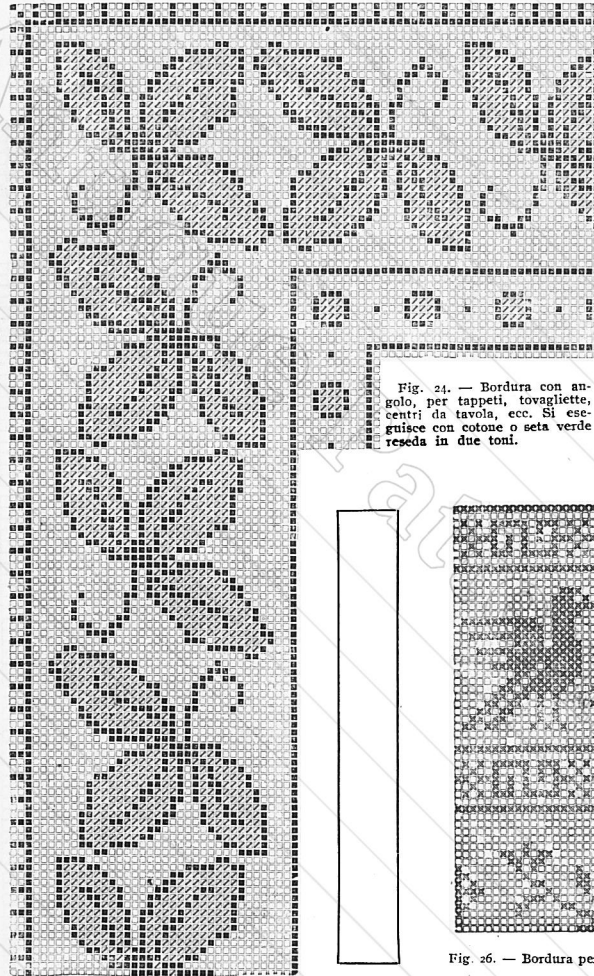 Fig. 24. — Bordura con an-
golo, per tappeti, tovagliette,
centri da tavola, ecc. Si ese-
guisce con cotone o seta verde
reseda in due toni.
Fig. 26. — Bordura pe